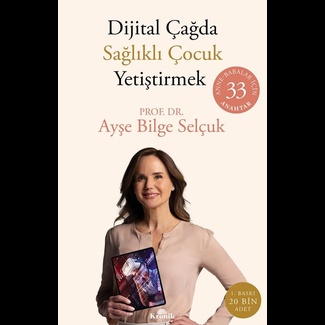 Dijital Çağda
Sağlıklı Çocuk
Yetiştirmek
ANNE-BABALAR İÇİN
33
ANAHTAR
PROF. DR.
Ayşe Bilge Selçuk
1. BASKI
20 BİN
ADET
Kronik